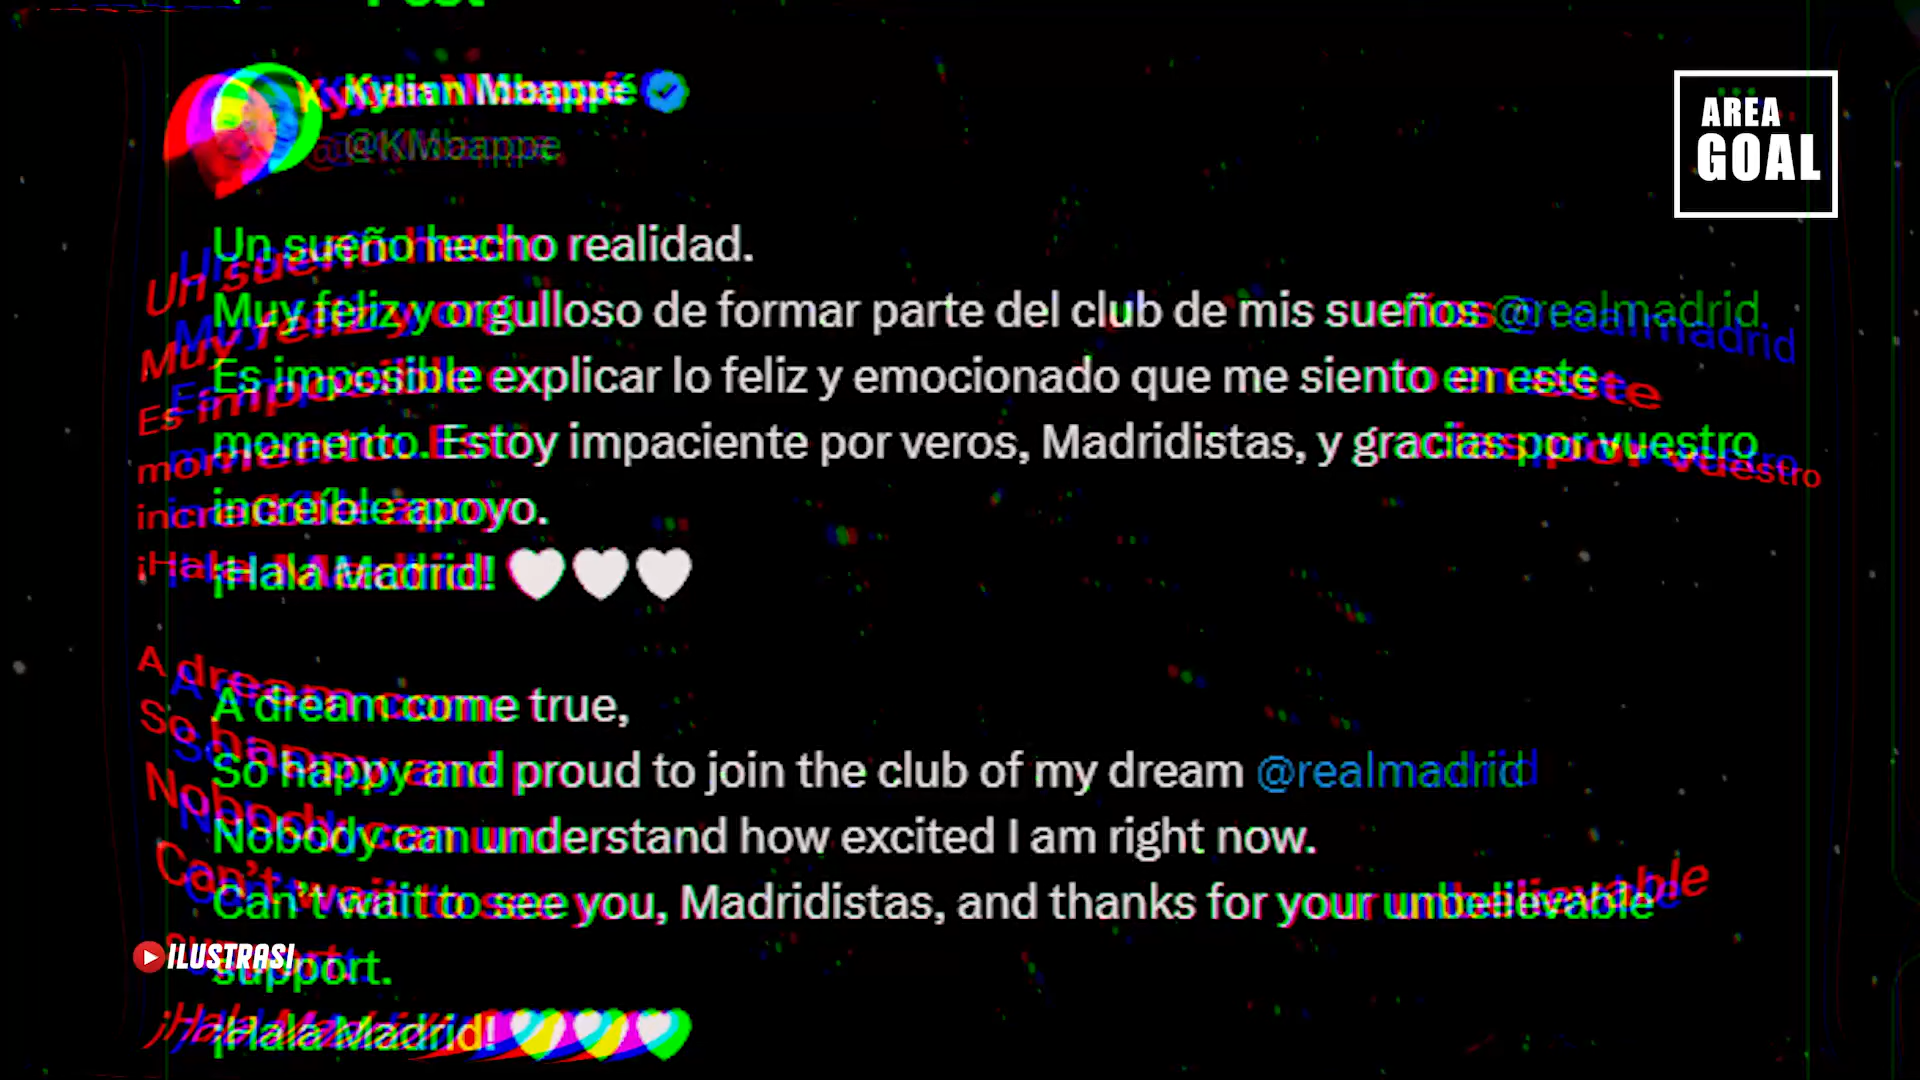 Post
Kylian Mbappé
@KMbappe
AREA
GOAL
Un sueño hecho realidad.
Muy feliz y orgulloso de formar parte del club de mis sueños @realmadrid
Es imposible explicar lo feliz y emocionado que me siento en este
momento. Estoy impaciente por veros, Madridistas, y gracias por vuestro
increíble apoyo.
¡Hala Madrid! 🤍🤍🤍
A dream come true,
So happy and proud to join the club of my dream @realmadrid
Nobody can understand how excited I am right now.
Can't wait to see you, Madridistas, and thanks for your unbelievable
support.
ILUSTRASI
¡Hala Madrid! 🤍🤍🤍